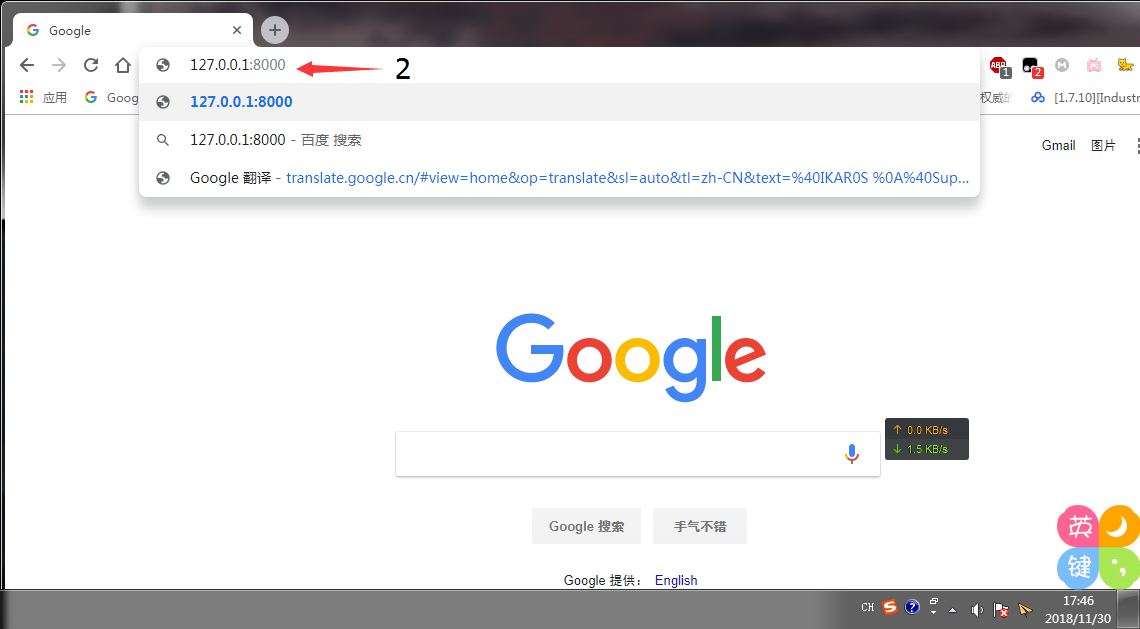 Google
127.0.0.1:8000
2
ABP
1
2
M
应用
Goog
权威的
[1.7.10][Industr
127.0.0.1:8000
127.0.0.1:8000 - 百度 搜索
Google 翻译 - translate.google.cn/#view=home&op=translate&sl=auto&tl=zh-CN&text=%40IKAR0S %0A%40Sup...
Gmail
图片
Google
↑ 0.0 KB/s
↓ 1.5 KB/s
Google 搜索
手气不错
Google 提供：
English
英
键
CH
S
?
17:46
2018/11/30